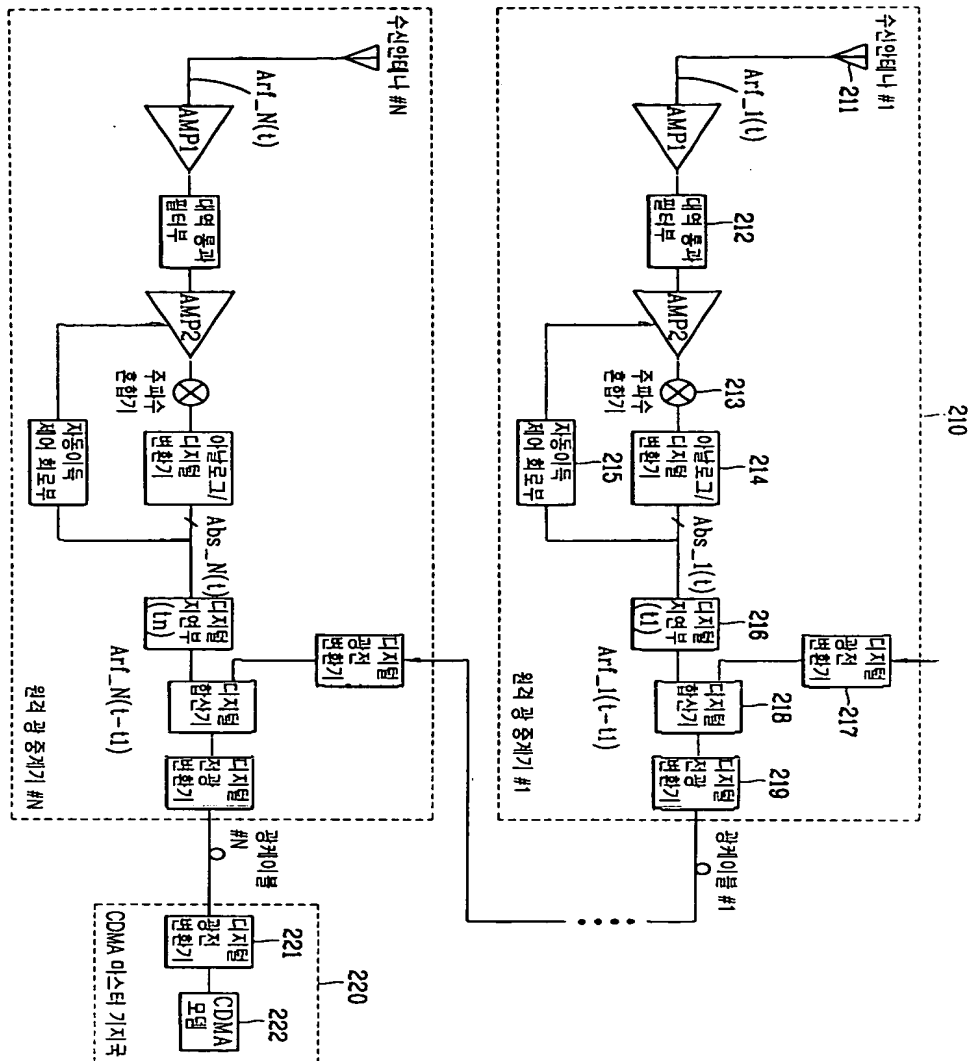 210
수신안테나 #1
211
Arf_1(t)
AMP1
대역 통과
필터부
212
AMP2
주파수
혼합기
213
아날로그/
디지털
변환기
214
자동이득
제어 회로부
215
Abs_1(t)
디지털
지연부
(t1)
216
Arf_1(t-t1)
디지털
광전
변환기
217
디지털
합산기
218
디지털
전광
변환기
219
원격 광 중계기 #1
광케이블 #1
수신안테나 #N
Arf_N(t)
AMP1
대역 통과
필터부
AMP2
주파수
혼합기
아날로그/
디지털
변환기
자동이득
제어 회로부
Abs_N(t)
디지털
지연부
(tn)
Arf_N(t-t1)
디지털
광전
변환기
디지털
합산기
디지털
전광
변환기
원격 광 중계기 #N
광케이블
#N
220
디지털
광전
변환기
221
CDMA
모뎀
222
CDMA 마스터 기지국